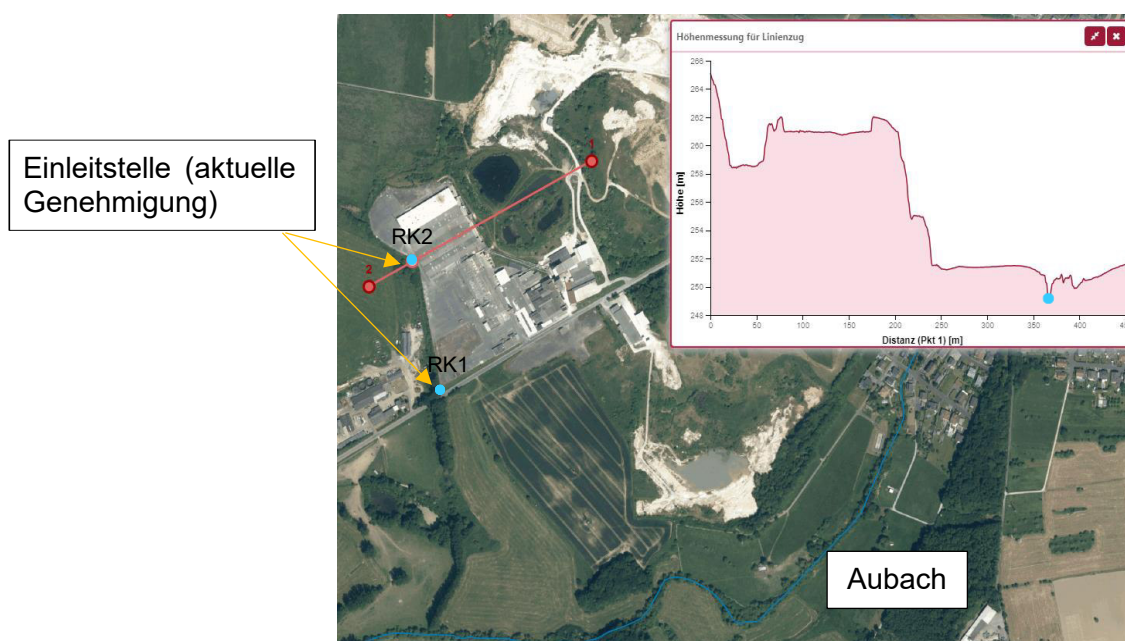 Einleitstelle (aktuelle
Genehmigung)
Höhenmessung für Linienzug
266
264
262
260
258
256
254
252
250
248
Höhe [m]
0
50
100
150
200
250
300
350
400
45
Distanz (Pkt 1) [m]
1
RK2
2
RK1
Aubach